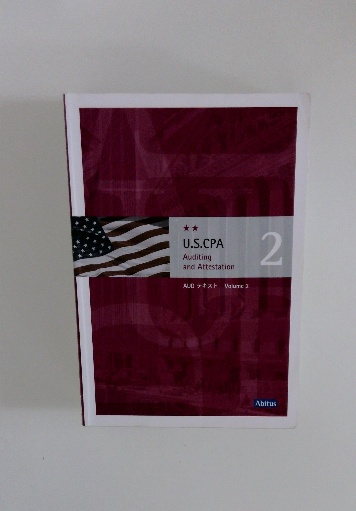 ★★
U.S.CPA
2
Auditing
and Attestation
AUD テキスト Volume 2
Abitus